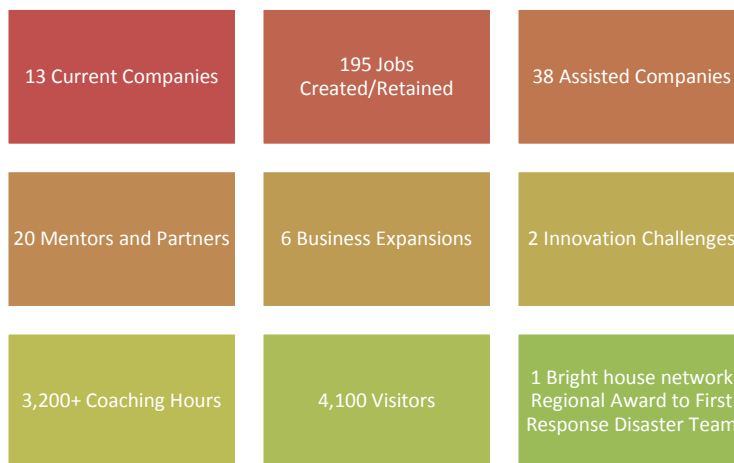 13 Current Companies
195 Jobs
Created/Retained
38 Assisted Companies
20 Mentors and Partners
6 Business Expansions
2 Innovation Challenges
3,200+ Coaching Hours
4,100 Visitors
1 Bright house network
Regional Award to First
Response Disaster Team